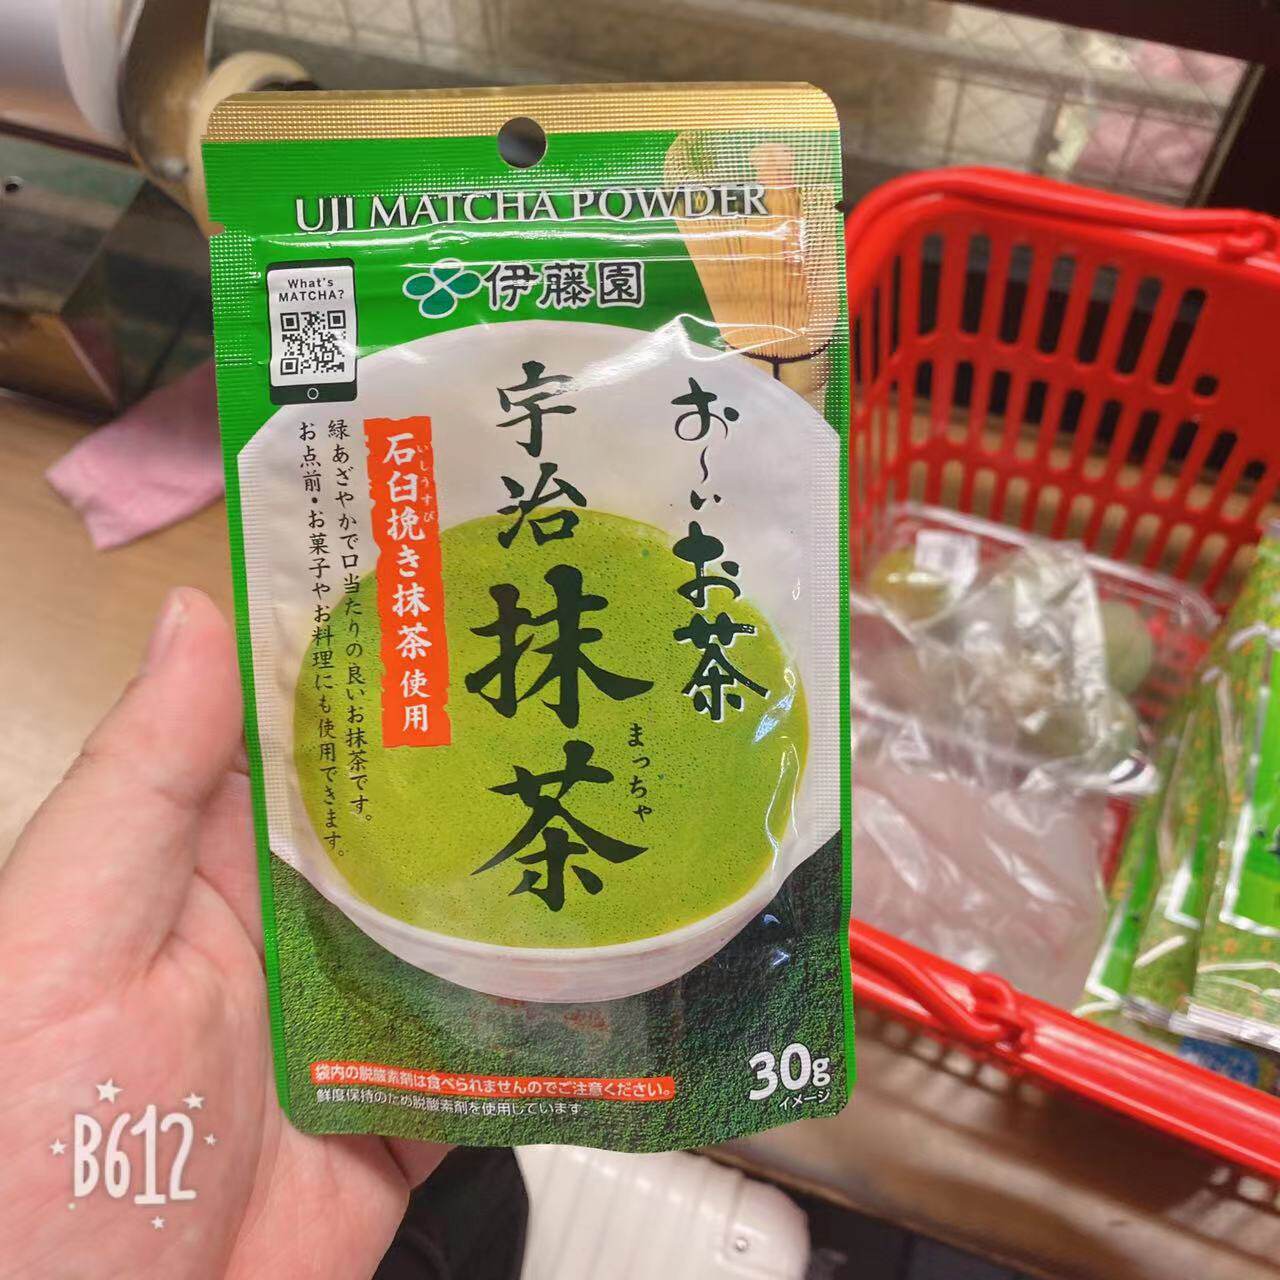 UJI MATCHA POWDER
What's
MATCHA?
伊藤園
お〜いお茶
宇治抹茶
まっちゃ
石臼挽き抹茶使用
いしうすび
緑あざやかで口当たりの良いお抹茶です。
お点前・お菓子やお料理にも使用できます。
30g
イメージ
袋内の脱酸素剤は食べられませんのでご注意ください。
鮮度保持のため脱酸素剤を使用しています
B612